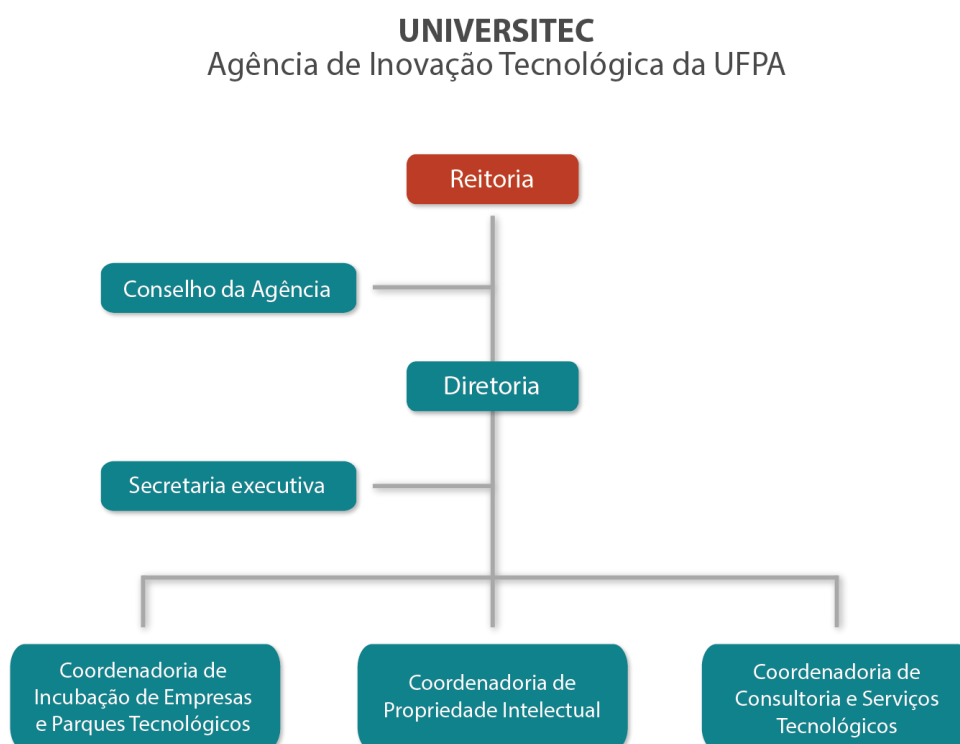 UNIVERSITEC
Agência de Inovação Tecnológica da UFPA
Reitoria
Conselho da Agência
Diretoria
Secretaria executiva
Coordenadoria de
Incubação de Empresas
e Parques Tecnológicos
Coordenadoria de
Propriedade Intelectual
Coordenadoria de
Consultoria e Serviços
Tecnológicos